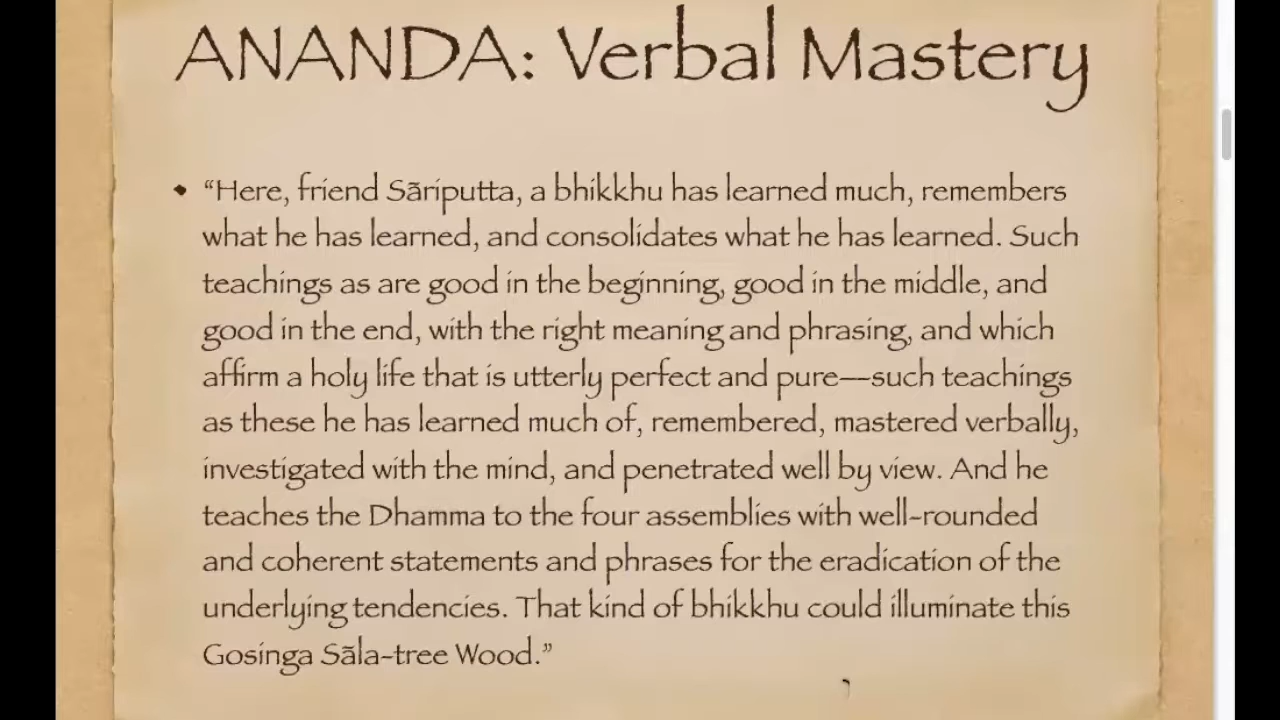 ANANDA: Verbal Mastery
• “Here, friend Sāriputta, a bhikkhu has learned much, remembers
what he has learned, and consolidates what he has learned. Such
teachings as are good in the beginning, good in the middle, and
good in the end, with the right meaning and phrasing, and which
affirm a holy life that is utterly perfect and pure—such teachings
as these he has learned much of, remembered, mastered verbally,
investigated with the mind, and penetrated well by view. And he
teaches the Dhamma to the four assemblies with well-rounded
and coherent statements and phrases for the eradication of the
underlying tendencies. That kind of bhikkhu could illuminate this
Gosinga Sāla-tree Wood.”